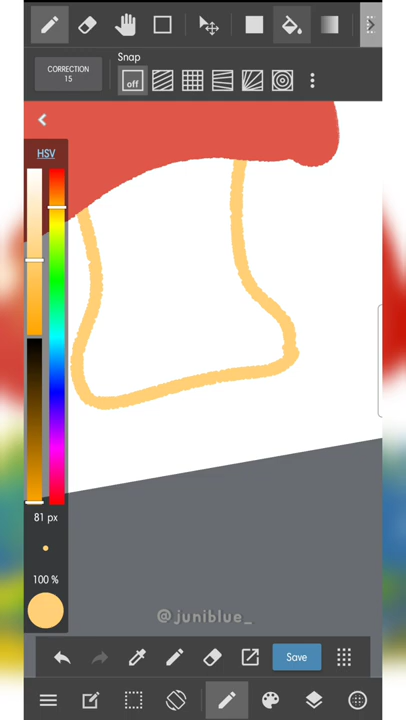 Snap
CORRECTION
15
off
HSV
81 px
100 %
@juniblue_
Save